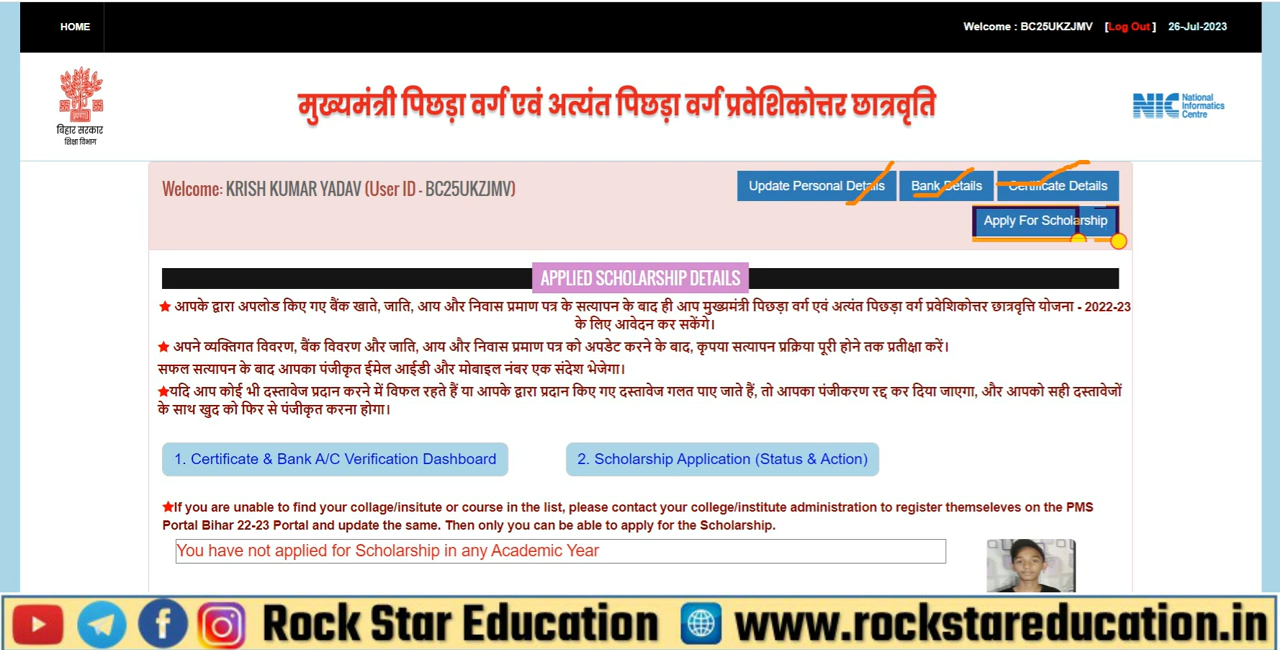 HOME
Welcome : BC25UKZJMV [Log Out ] 26-Jul-2023
बिहार सरकार
शिक्षा विभाग
मुख्यमंत्री पिछड़ा वर्ग एवं अत्यंत पिछड़ा वर्ग प्रवेशिकोत्तर छात्रवृति
NIC National Informatics Centre
Welcome: KRISH KUMAR YADAV (User ID - BC25UKZJMV)
Update Personal Details Bank Details Certificate Details
Apply For Scholarship
APPLIED SCHOLARSHIP DETAILS
★ आपके द्वारा अपलोड किए गए बैंक खाते, जाति, आय और निवास प्रमाण पत्र के सत्यापन के बाद ही आप मुख्यमंत्री पिछड़ा वर्ग एवं अत्यंत पिछड़ा वर्ग प्रवेशिकोत्तर छात्रवृत्ति योजना - 2022-23
के लिए आवेदन कर सकेंगे।
★ अपने व्यक्तिगत विवरण, बैंक विवरण और जाति, आय और निवास प्रमाण पत्र को अपडेट करने के बाद, कृपया सत्यापन प्रक्रिया पूरी होने तक प्रतीक्षा करें।
सफल सत्यापन के बाद आपका पंजीकृत ईमेल आईडी और मोबाइल नंबर एक संदेश भेजेगा।
★यदि आप कोई भी दस्तावेज प्रदान करने में विफल रहते हैं या आपके द्वारा प्रदान किए गए दस्तावेज गलत पाए जाते हैं, तो आपका पंजीकरण रद्द कर दिया जाएगा, और आपको सही दस्तावेजों
के साथ खुद को फिर से पंजीकृत करना होगा।
1. Certificate & Bank A/C Verification Dashboard
2. Scholarship Application (Status & Action)
★If you are unable to find your collage/insitute or course in the list, please contact your college/institute administration to register themseleves on the PMS
Portal Bihar 22-23 Portal and update the same. Then only you can be able to apply for the Scholarship.
You have not applied for Scholarship in any Academic Year
Rock Star Education www.rockstareducation.in